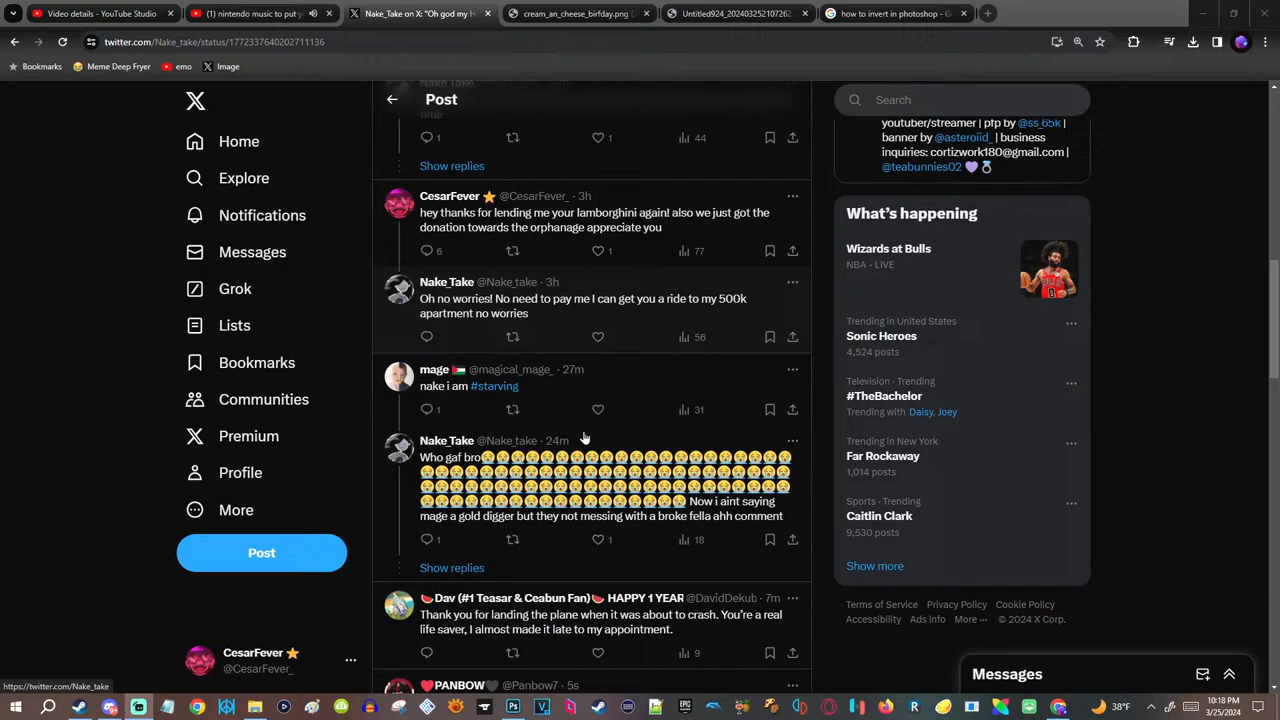 Video details - YouTube Studio
(1) nintendo music to put y
Nake_Take on X: "Oh god my H
cream_an_cheese_birfday.png (
Untitled924_20240325210726
how to invert in photoshop - G
twitter.com/Nake_take/status/1772337640202711136
Bookmarks
Meme Deep Fryer
emo
Image
Post
Search
Home
Explore
Notifications
Messages
Grok
Lists
Bookmarks
Communities
Premium
Profile
More
Post
CesarFever ⭐
@CesarFever_
1 1 44
Show replies
CesarFever ⭐ @CesarFever_ · 3h
hey thanks for lending me your lamborghini again! also we just got the
donation towards the orphanage appreciate you
6 1 77
Nake_Take @Nake_take · 3h
Oh no worries! No need to pay me I can get you a ride to my 500k
apartment no worries
56
mage 🇵🇸 @magical_mage_ · 27m
nake i am #starving
1 31
Nake_Take @Nake_take · 24m
Who gaf bro😭😭😭😭😭😭😭😭😭😭😭😭😭😭😭😭😭😭😭😭😭
😭😭😭😭😭😭😭😭😭😭😭😭😭😭😭😭😭😭😭😭😭😭😭😭😭
😭😭😭😭😭😭😭😭😭😭😭😭😭😭😭😭😭😭😭😭😭😭😭😭😭
😭😭😭😭😭😭😭😭😭😭😭😭😭😭😭😭😭😭 Now i aint saying
mage a gold digger but they not messing with a broke fella ahh comment
1 1 18
Show replies
🍉Dav (#1 Teasar & Ceabun Fan)🍉 HAPPY 1 YEAR @DavidDekub · 7m
Thank you for landing the plane when it was about to crash. You're a real
life saver, I almost made it late to my appointment.
9
❤️PANBOW🖤 @Panbow7 · 5s
youtuber/streamer | pfp by @ss_65k |
banner by @asteroiid_ | business
inquiries: cortizwork180@gmail.com |
@teabunnies02 💜 💍
What's happening
Wizards at Bulls
NBA · LIVE
Trending in United States
Sonic Heroes
4,524 posts
Television · Trending
#TheBachelor
Trending with Daisy, Joey
Trending in New York
Far Rockaway
1,014 posts
Sports · Trending
Caitlin Clark
9,530 posts
Show more
Terms of Service Privacy Policy Cookie Policy
Accessibility Ads info More ··· © 2024 X Corp.
Messages
https://twitter.com/Nake_take
38°F
10:18 PM
3/25/2024